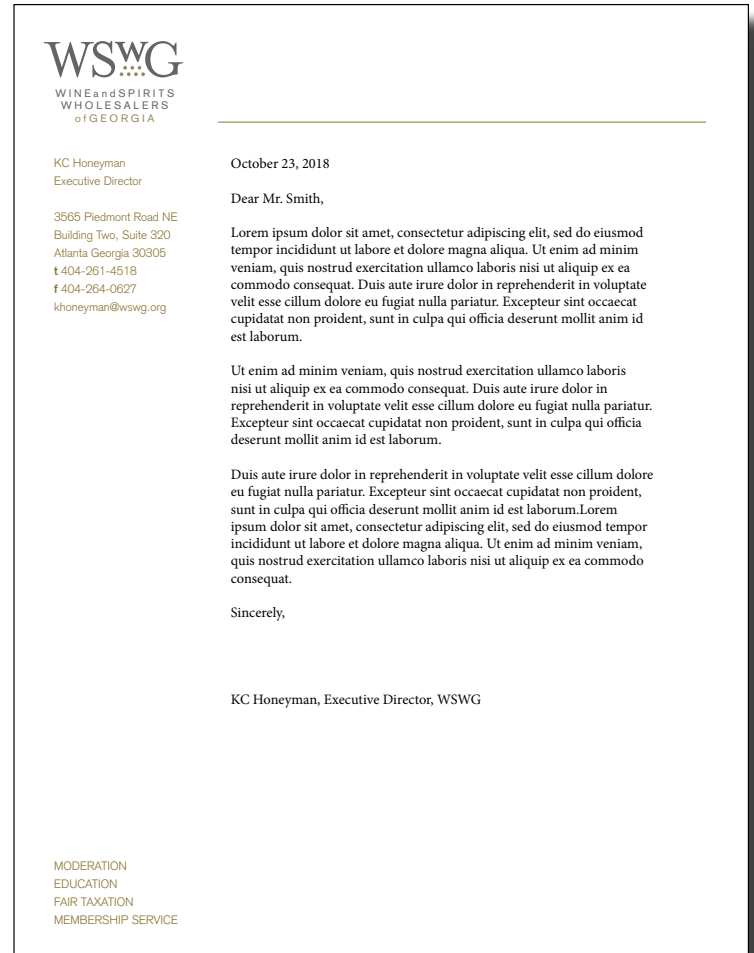 WSWG
WINEandSPIRITS
WHOLESALERS
ofGEORGIA
KC Honeyman
Executive Director
3565 Piedmont Road NE
Building Two, Suite 320
Atlanta Georgia 30305
t 404-261-4518
f 404-264-0627
khoneyman@wswg.org
October 23, 2018
Dear Mr. Smith,
Lorem ipsum dolor sit amet, consectetur adipiscing elit, sed do eiusmod
tempor incididunt ut labore et dolore magna aliqua. Ut enim ad minim
veniam, quis nostrud exercitation ullamco laboris nisi ut aliquip ex ea
commodo consequat. Duis aute irure dolor in reprehenderit in voluptate
velit esse cillum dolore eu fugiat nulla pariatur. Excepteur sint occaecat
cupidatat non proident, sunt in culpa qui officia deserunt mollit anim id
est laborum.
Ut enim ad minim veniam, quis nostrud exercitation ullamco laboris
nisi ut aliquip ex ea commodo consequat. Duis aute irure dolor in
reprehenderit in voluptate velit esse cillum dolore eu fugiat nulla pariatur.
Excepteur sint occaecat cupidatat non proident, sunt in culpa qui officia
deserunt mollit anim id est laborum.
Duis aute irure dolor in reprehenderit in voluptate velit esse cillum dolore
eu fugiat nulla pariatur. Excepteur sint occaecat cupidatat non proident,
sunt in culpa qui officia deserunt mollit anim id est laborum.Lorem
ipsum dolor sit amet, consectetur adipiscing elit, sed do eiusmod tempor
incididunt ut labore et dolore magna aliqua. Ut enim ad minim veniam,
quis nostrud exercitation ullamco laboris nisi ut aliquip ex ea commodo
consequat.
Sincerely,
KC Honeyman, Executive Director, WSWG
MODERATION
EDUCATION
FAIR TAXATION
MEMBERSHIP SERVICE